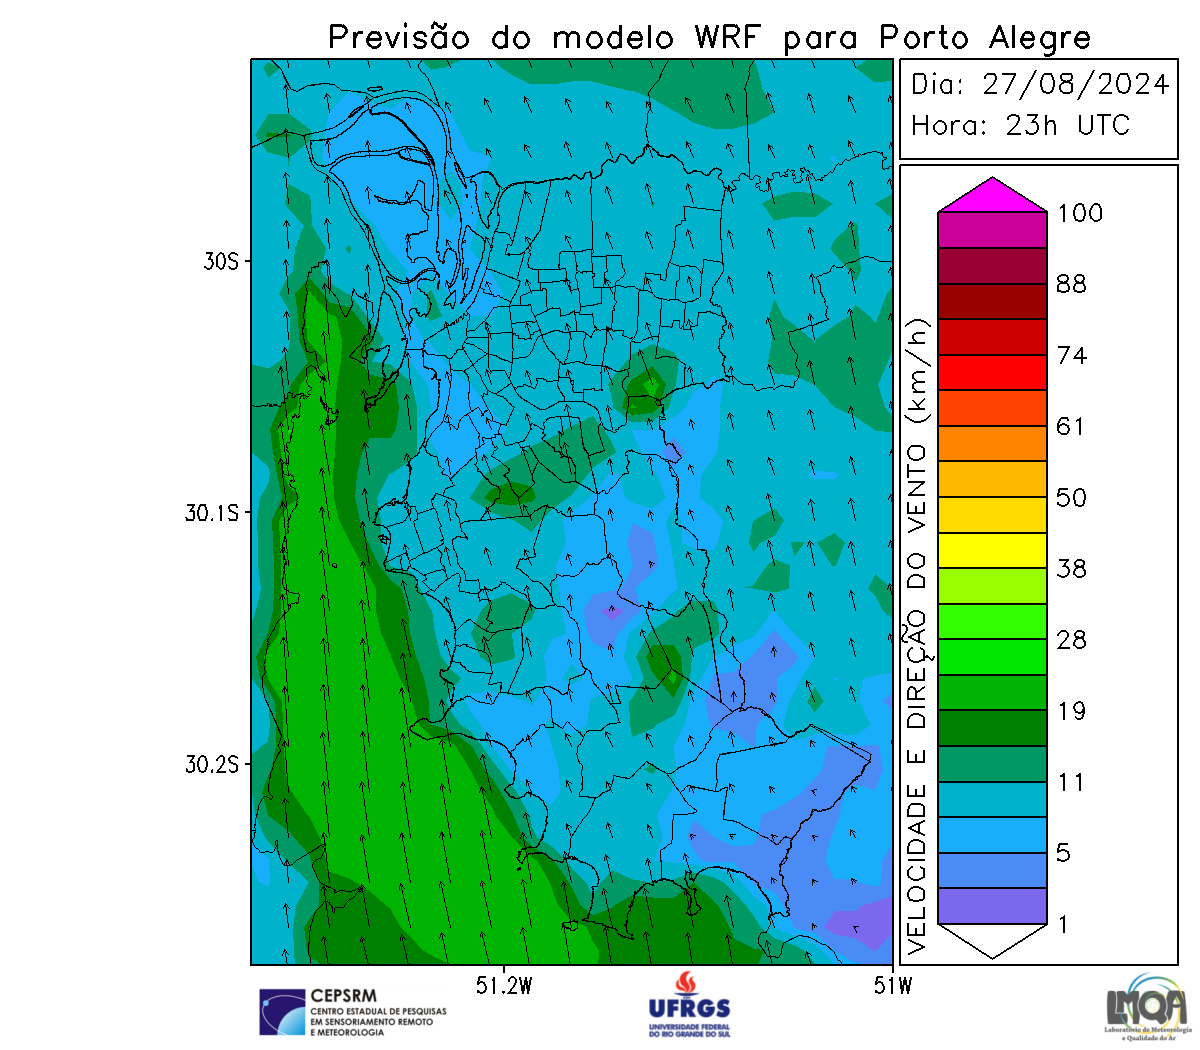 Previsão do modelo WRF para Porto Alegre
Dia: 27/08/2024
Hora: 23h UTC
30S
30.1S
30.2S
51.2W
51W
VELOCIDADE E DIREÇÃO DO VENTO (km/h)
100
88
74
61
50
38
28
19
11
5
1
CEPSRM
CENTRO ESTADUAL DE PESQUISAS
EM SENSORIAMENTO REMOTO
E METEOROLOGIA
UFRGS
UNIVERSIDADE FEDERAL
DO RIO GRANDE DO SUL
LMQA
Laboratório de Meteorologia
e Qualidade do Ar